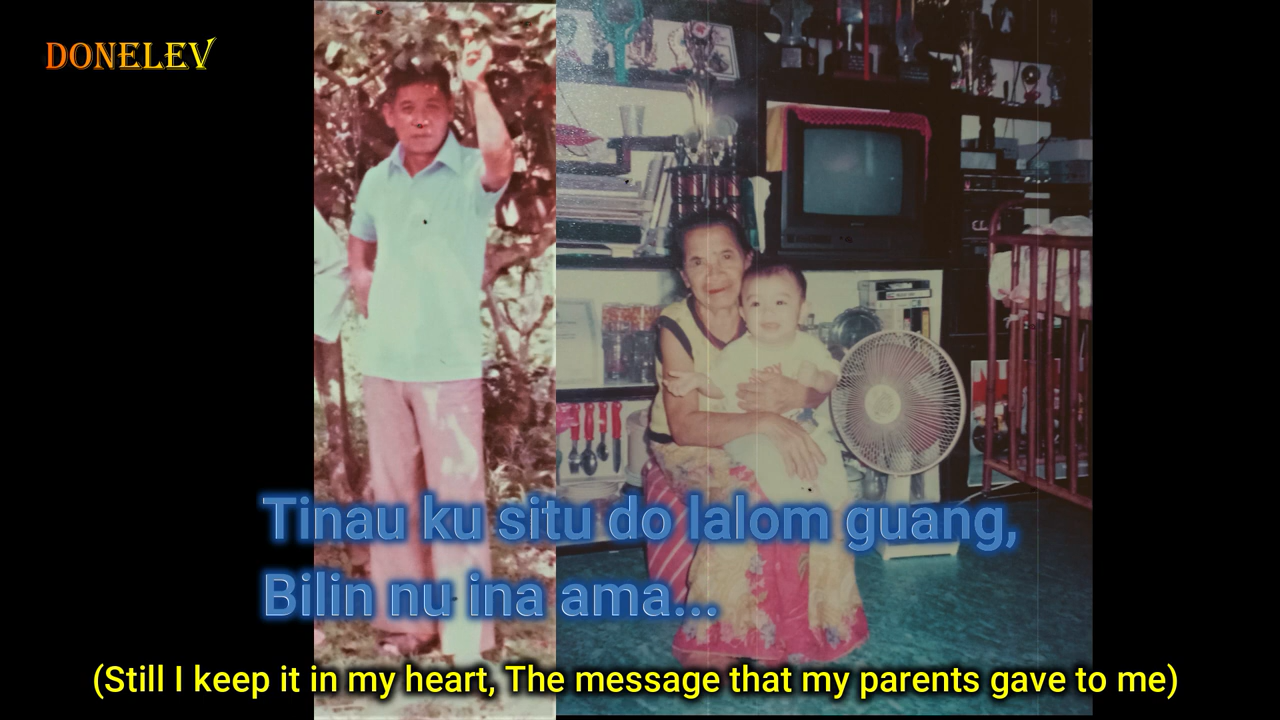 DONELEV
Tinau ku situ do lalom guang,
Bilin nu ina ama...
(Still I keep it in my heart, The message that my parents gave to me)